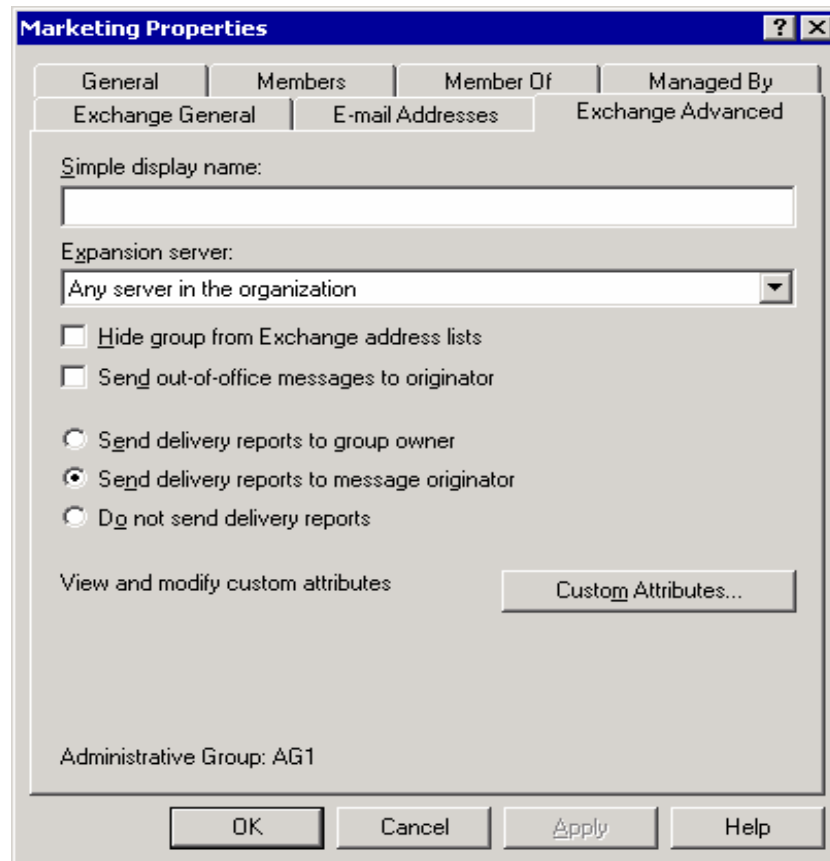 Marketing Properties
General Members Member Of Managed By
Exchange General E-mail Addresses Exchange Advanced
Simple display name:
Expansion server:
Any server in the organization
Hide group from Exchange address lists
Send out-of-office messages to originator
Send delivery reports to group owner
Send delivery reports to message originator
Do not send delivery reports
View and modify custom attributes Custom Attributes...
Administrative Group: AG1
OK Cancel Apply Help